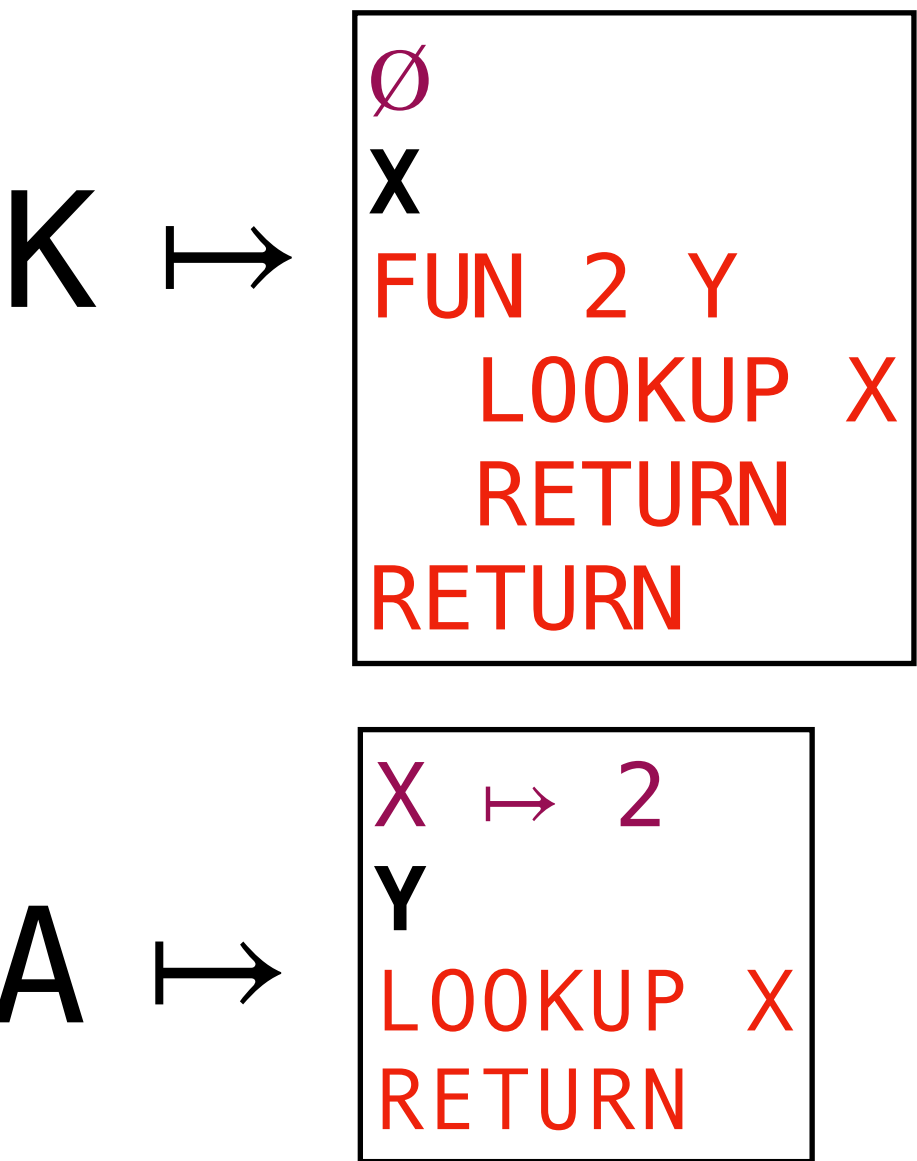 Ø
X
K ↦
FUN 2 Y
LOOKUP X
RETURN
RETURN
X ↦ 2
Y
A ↦
LOOKUP X
RETURN